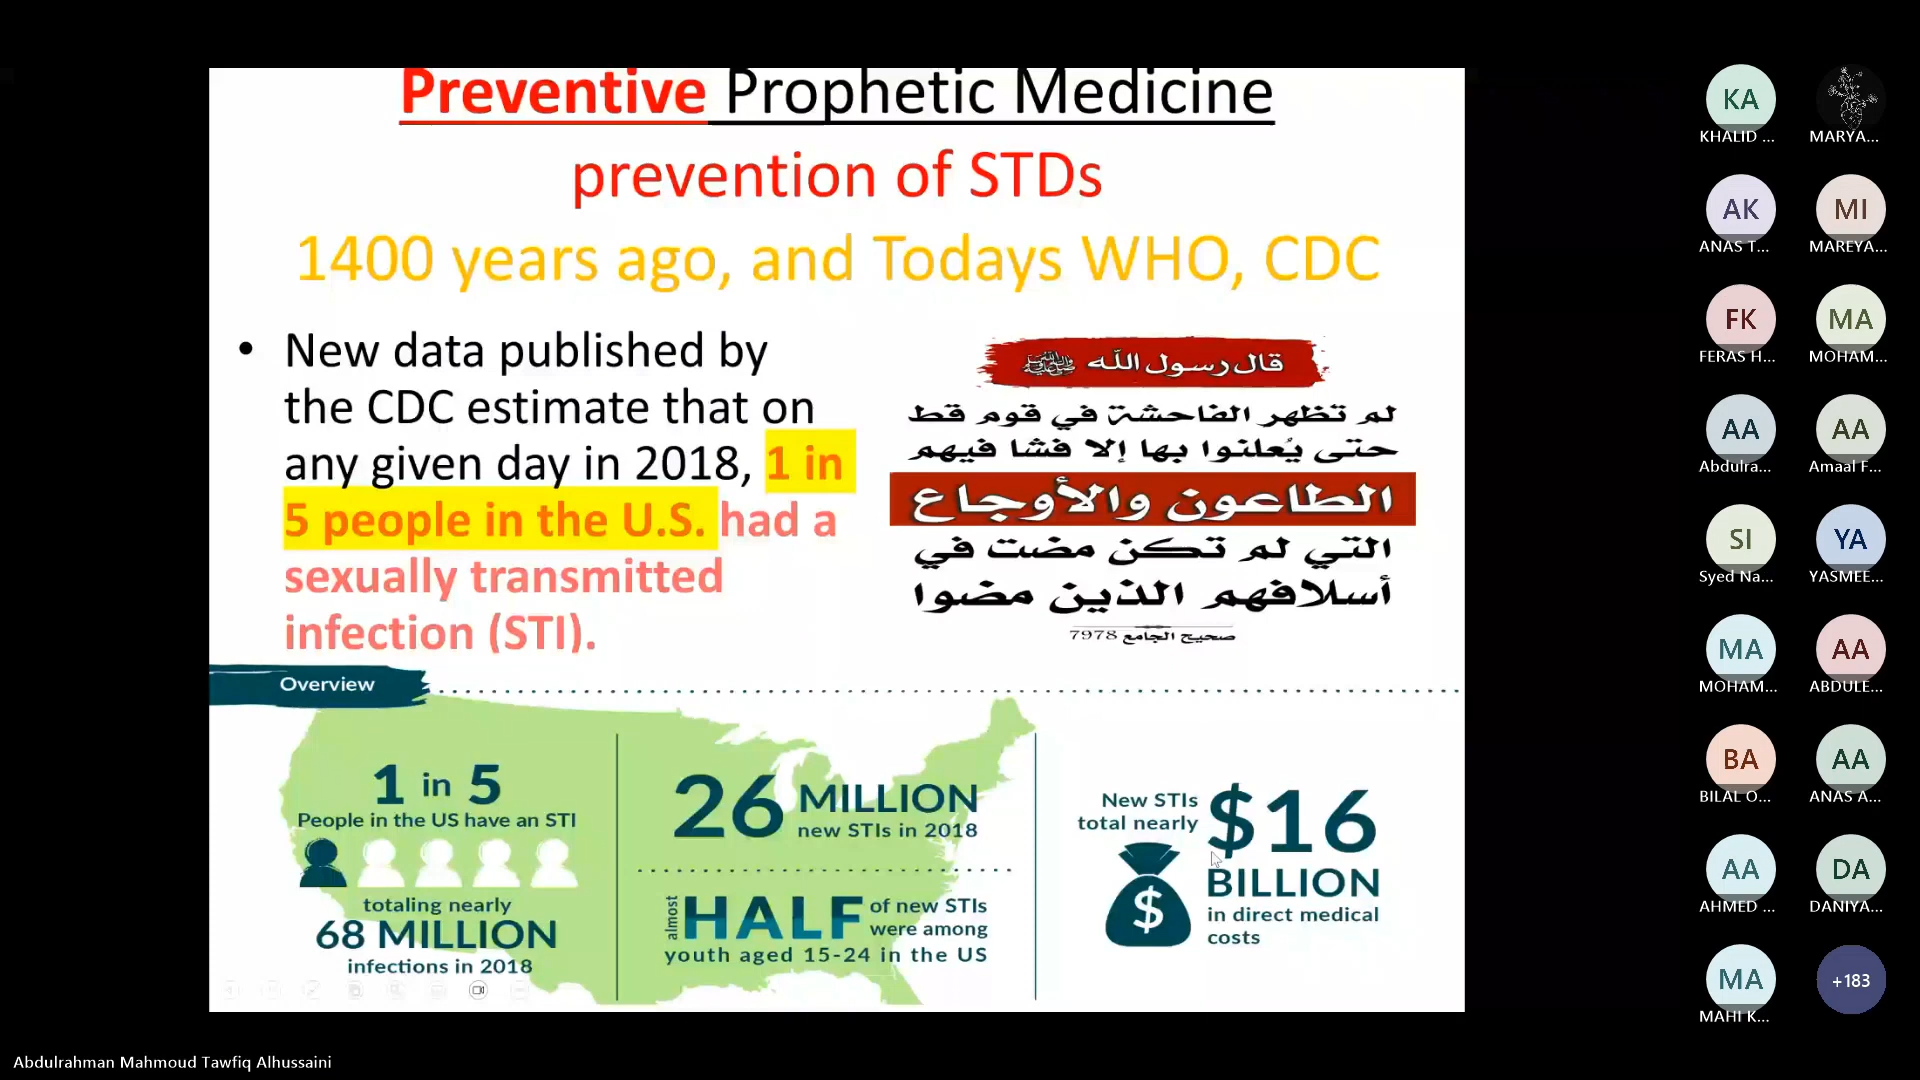 Preventive Prophetic Medicine
prevention of STDs
1400 years ago, and Todays WHO, CDC
• New data published by
the CDC estimate that on
any given day in 2018, 1 in
5 people in the U.S. had a
sexually transmitted
infection (STI).
قال رسول الله ﷺ
لم تظهر الفاحشة في قوم قط
حتى يُعلنوا بها إلا فشا فيهم
الطاعون والأوجاع
التي لم تكن مضت في
أسلافهم الذين مضوا
صحيح الجامع 7978
Overview
1 in 5
People in the US have an STI
totaling nearly
68 MILLION
infections in 2018
26 MILLION
new STIs in 2018
almost HALF of new STIs
were among
youth aged 15-24 in the US
New STIs
total nearly
$16
BILLION
in direct medical
costs
$
KA
KHALID ...
MARYA...
AK
ANAS T...
MI
MAREYA...
FK
FERAS H...
MA
MOHAM...
AA
Abdulra...
AA
Amaal F...
SI
Syed Na...
YA
YASMEE...
MA
MOHAM...
AA
ABDULE...
BA
BILAL O...
AA
ANAS A...
AA
AHMED ...
DA
DANIYA...
MA
MAHI K...
+183
Abdulrahman Mahmoud Tawfiq Alhussaini